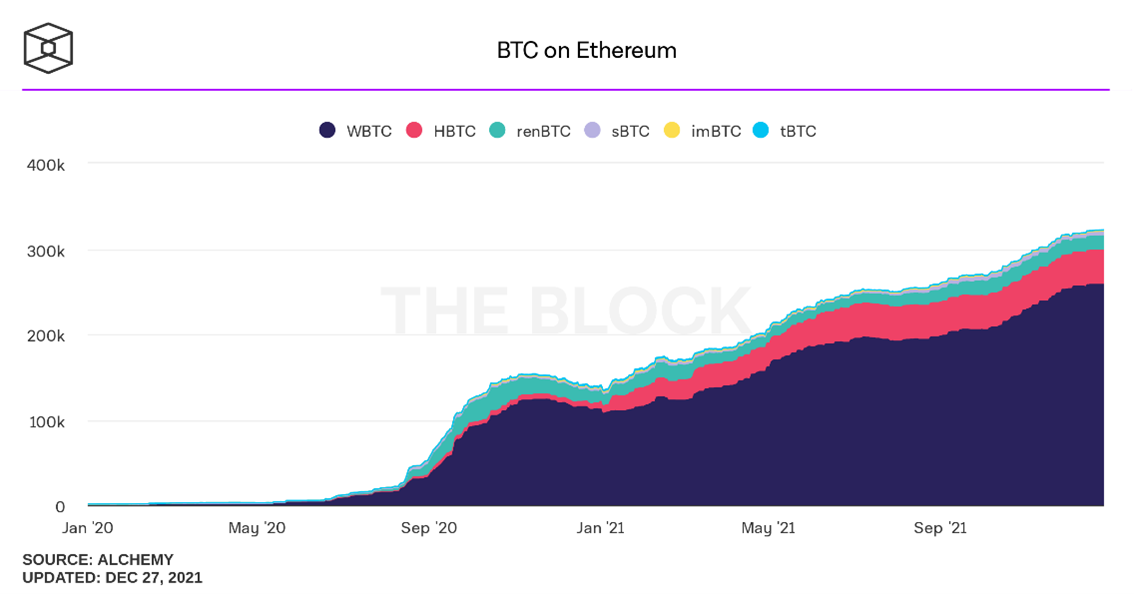 BTC on Ethereum
WBTC HBTC renBTC sBTC imBTC tBTC
400k
300k
THE BLOCK
200k
100k
0
Jan '20 May '20 Sep '20 Jan '21 May '21 Sep '21
SOURCE: ALCHEMY
UPDATED: DEC 27, 2021